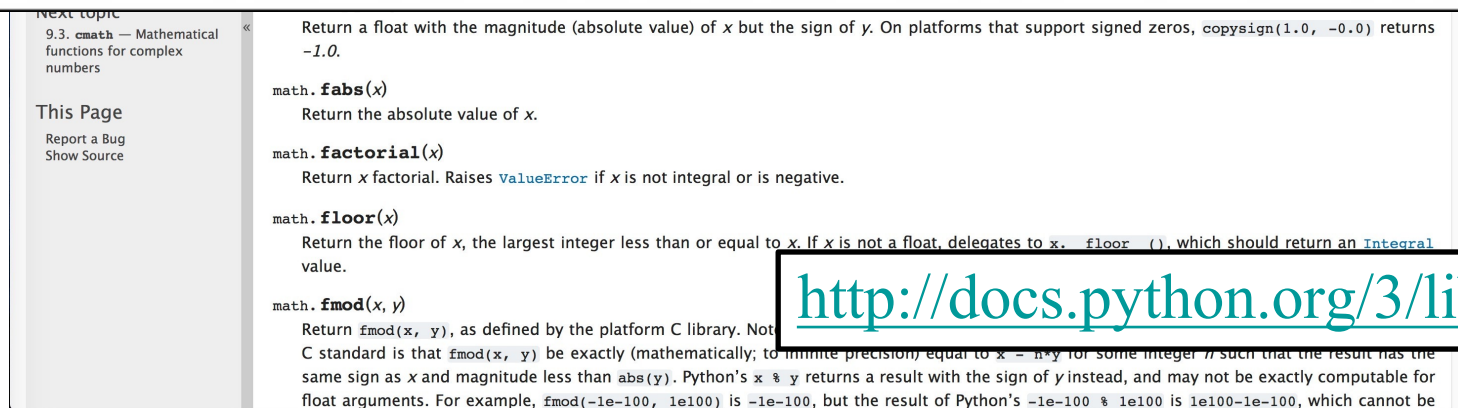 Next topic
9.3. cmath — Mathematical
functions for complex
numbers
This Page
Report a Bug
Show Source
«
Return a float with the magnitude (absolute value) of x but the sign of y. On platforms that support signed zeros, copysign(1.0, -0.0) returns
-1.0.
math.fabs(x)
Return the absolute value of x.
math.factorial(x)
Return x factorial. Raises ValueError if x is not integral or is negative.
math.floor(x)
Return the floor of x, the largest integer less than or equal to x. If x is not a float, delegates to x.__floor__(), which should return an Integral
value.
math.fmod(x, y)
Return fmod(x, y), as defined by the platform C library. Note
http://docs.python.org/3/li
C standard is that fmod(x, y) be exactly (mathematically; to infinite precision) equal to x - n*y for some integer n such that the result has the
same sign as x and magnitude less than abs(y). Python's x % y returns a result with the sign of y instead, and may not be exactly computable for
float arguments. For example, fmod(-1e-100, 1e100) is -1e-100, but the result of Python's -1e-100 % 1e100 is 1e100-1e-100, which cannot be